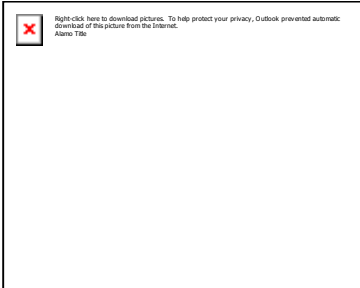 Right-click here to download pictures. To help protect your privacy, Outlook prevented automatic
download of this picture from the Internet.
Alamo Title